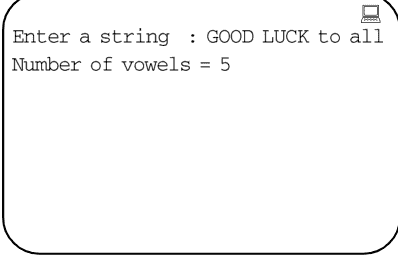 Enter a string : GOOD LUCK to all
Number of vowels = 5